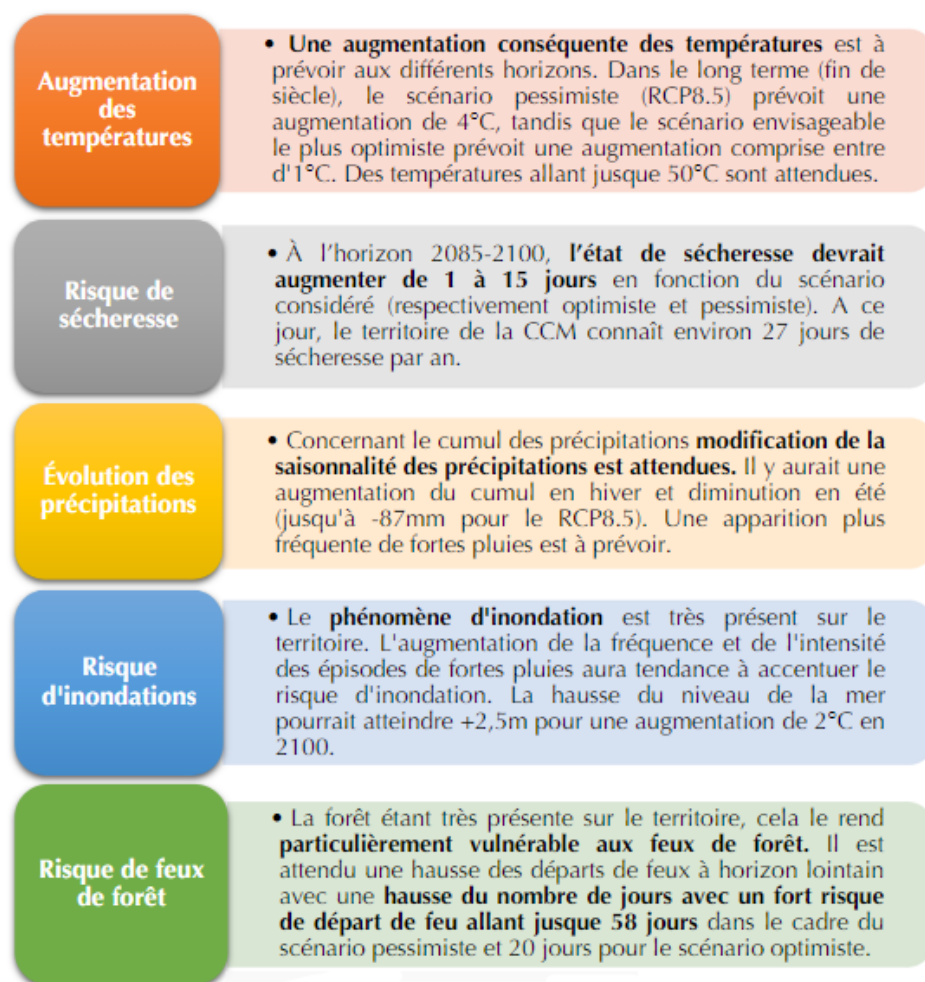 Augmentation
des
températures
• Une augmentation conséquente des températures est à
prévoir aux différents horizons. Dans le long terme (fin de
siècle), le scénario pessimiste (RCP8.5) prévoit une
augmentation de 4°C, tandis que le scénario envisageable
le plus optimiste prévoit une augmentation comprise entre
d'1°C. Des températures allant jusque 50°C sont attendues.
Risque de
sécheresse
• À l'horizon 2085-2100, l'état de sécheresse devrait
augmenter de 1 à 15 jours en fonction du scénario
considéré (respectivement optimiste et pessimiste). A ce
jour, le territoire de la CCM connaît environ 27 jours de
sécheresse par an.
Évolution des
précipitations
• Concernant le cumul des précipitations modification de la
saisonnalité des précipitations est attendues. Il y aurait une
augmentation du cumul en hiver et diminution en été
(jusqu'à -87mm pour le RCP8.5). Une apparition plus
fréquente de fortes pluies est à prévoir.
Risque
d'inondations
• Le phénomène d'inondation est très présent sur le
territoire. L'augmentation de la fréquence et de l'intensité
des épisodes de fortes pluies aura tendance à accentuer le
risque d'inondation. La hausse du niveau de la mer
pourrait atteindre +2,5m pour une augmentation de 2°C en
2100.
Risque de feux
de forêt
• La forêt étant très présente sur le territoire, cela le rend
particulièrement vulnérable aux feux de forêt. Il est
attendu une hausse des départs de feux à horizon lointain
avec une hausse du nombre de jours avec un fort risque
de départ de feu allant jusque 58 jours dans le cadre du
scénario pessimiste et 20 jours pour le scénario optimiste.